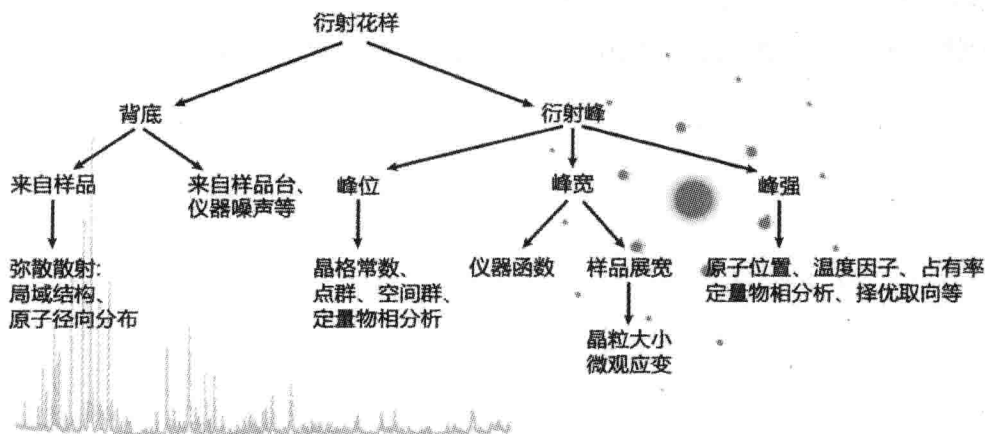 衍射花样
背底
衍射峰
来自样品
来自样品台、
仪器噪声等
峰位
峰宽
峰强
弥散散射:
局域结构、
原子径向分布
晶格常数、
点群、空间群、
定量物相分析
仪器函数
样品展宽
原子位置、温度因子、占有率
定量物相分析、择优取向等
晶粒大小
微观应变